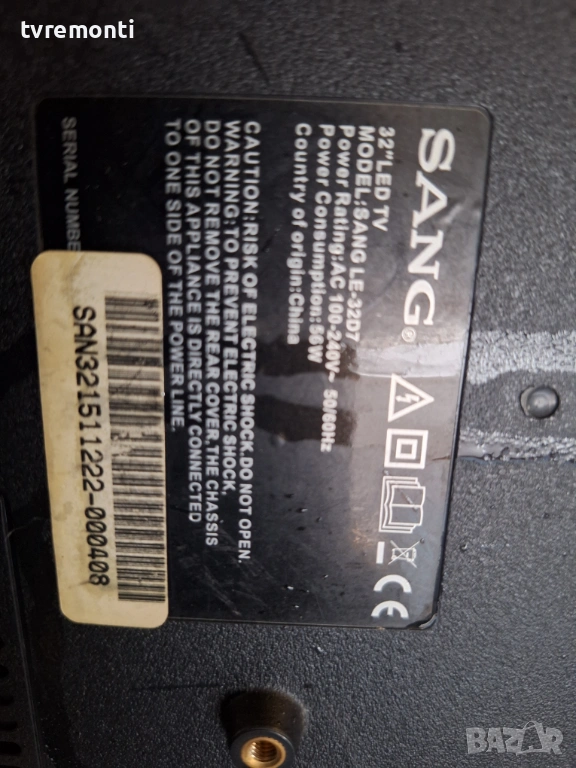 tvremonti
SANG®
32"LED TV
MODEL:SANG LE-32D7
Power Rating:AC 100-240V~ 50/60Hz
Power Consumption:56W
Country of origin:China
CAUTION:RISK OF ELECTRIC SHOCK.DO NOT OPEN.
WARNING:TO PREVENT ELECTRIC SHOCK,
DO NOT REMOVE THE REAR COVER,THE CHASSIS
OF THIS APPLIANCE IS DIRECTLY CONNECTED
TO ONE SIDE OF THE POWER LINE.
SERIAL NUMBE
SAN321511222-000408
BAZAR